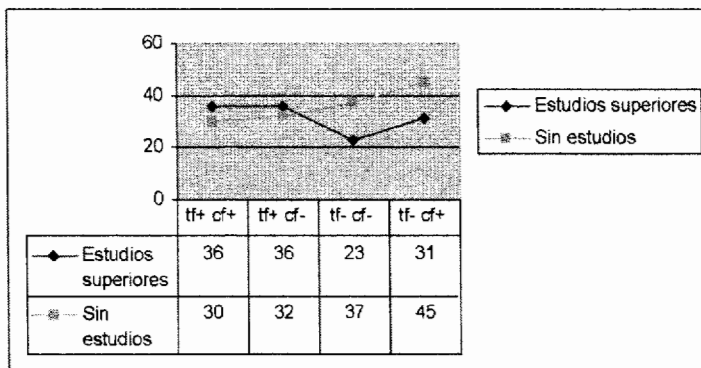 60
40
20
0
Estudios superiores
Sin estudios
tf+ cf+ tf+ cf- tf- cf- tf- cf+
Estudios superiores 36 36 23 31
Sin estudios 30 32 37 45